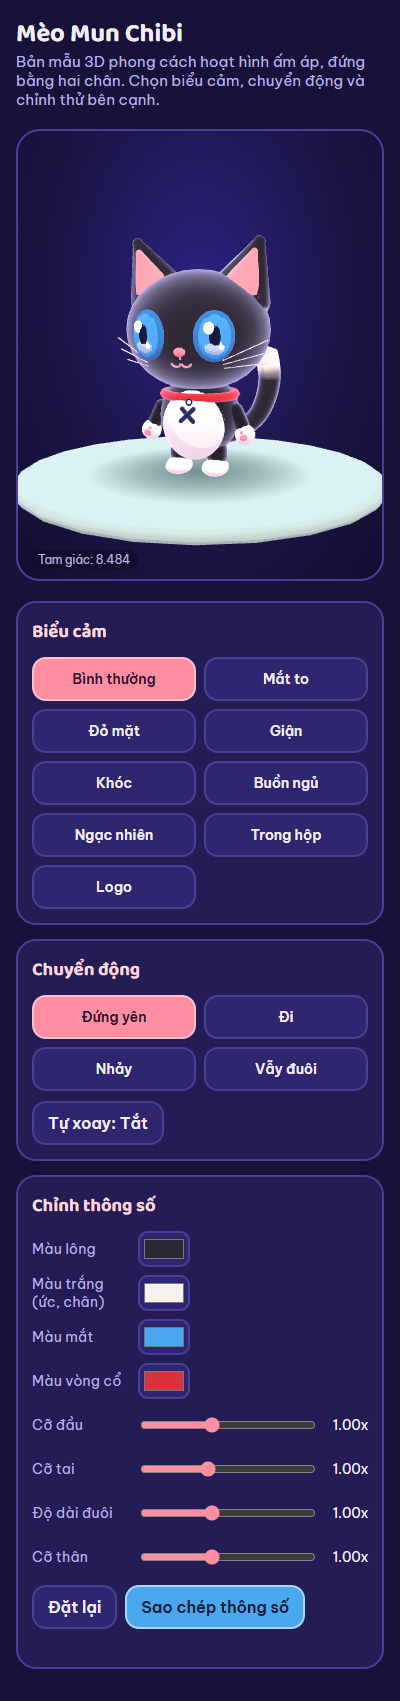 Mèo Mun Chibi
Bản mẫu 3D phong cách hoạt hình ấm áp, đứng
bằng hai chân. Chọn biểu cảm, chuyển động và
chỉnh thử bên cạnh.
Tam giác: 8.484
Biểu cảm
Bình thường
Mắt to
Đỏ mặt
Giận
Khóc
Buồn ngủ
Ngạc nhiên
Trong hộp
Logo
Chuyển động
Đứng yên
Đi
Nhảy
Vẫy đuôi
Tự xoay: Tắt
Chỉnh thông số
Màu lông
Màu trắng
(ức, chân)
Màu mắt
Màu vòng cổ
Cỡ đầu 1.00x
Cỡ tai 1.00x
Độ dài đuôi 1.00x
Cỡ thân 1.00x
Đặt lại
Sao chép thông số